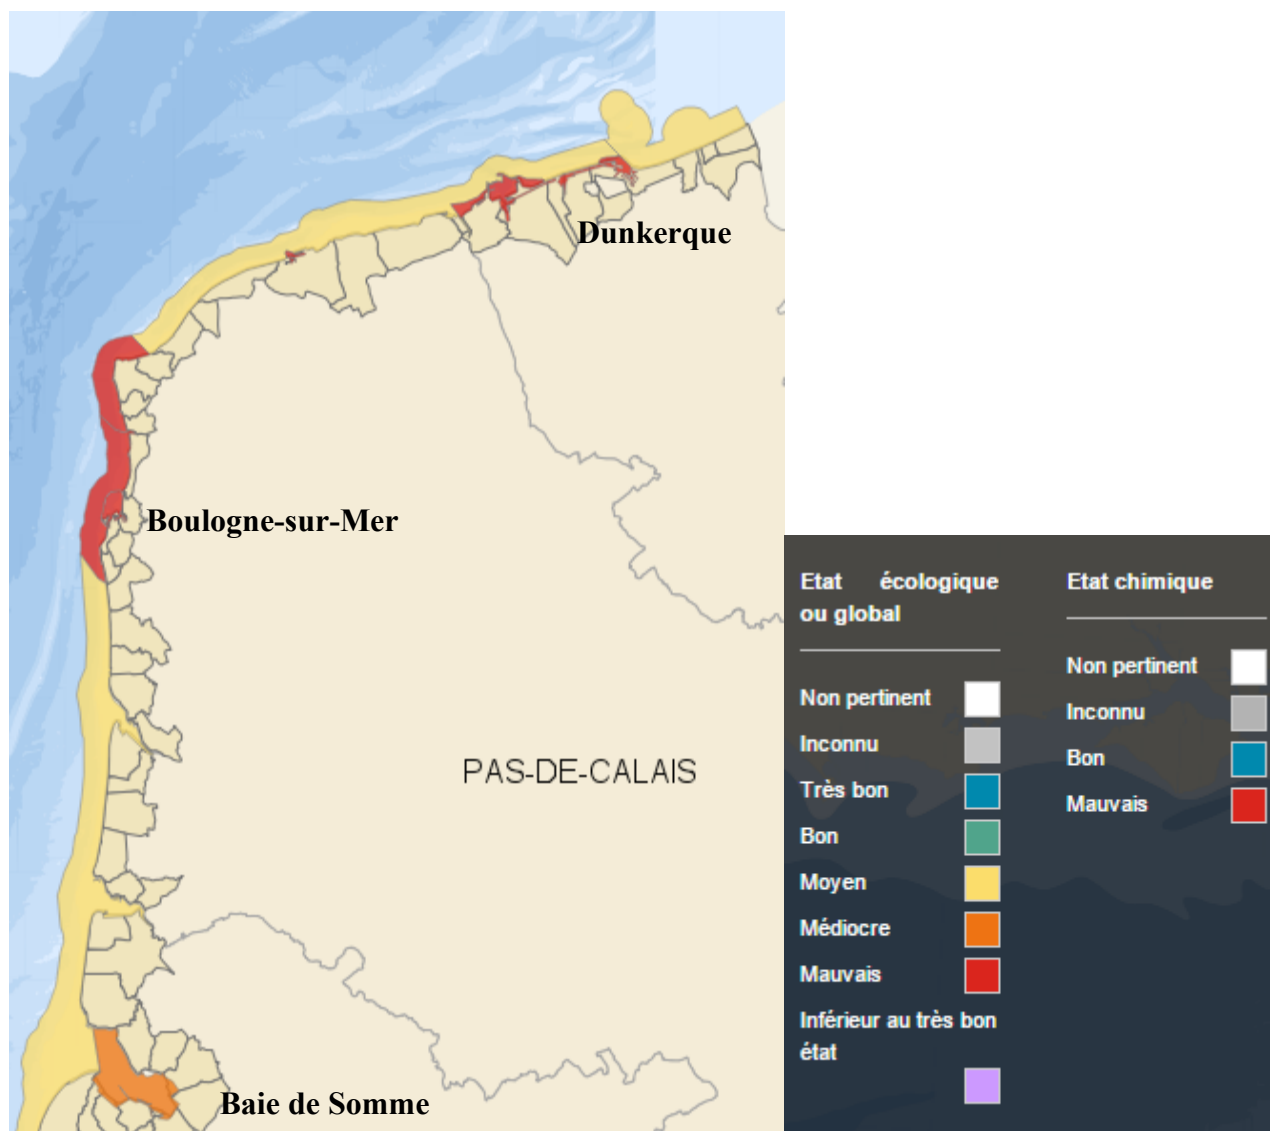 Dunkerque
Boulogne-sur-Mer
PAS-DE-CALAIS
Baie de Somme
Etat écologique
ou global
Non pertinent
Inconnu
Très bon
Bon
Moyen
Médiocre
Mauvais
Inférieur au très bon
état
Etat chimique
Non pertinent
Inconnu
Bon
Mauvais